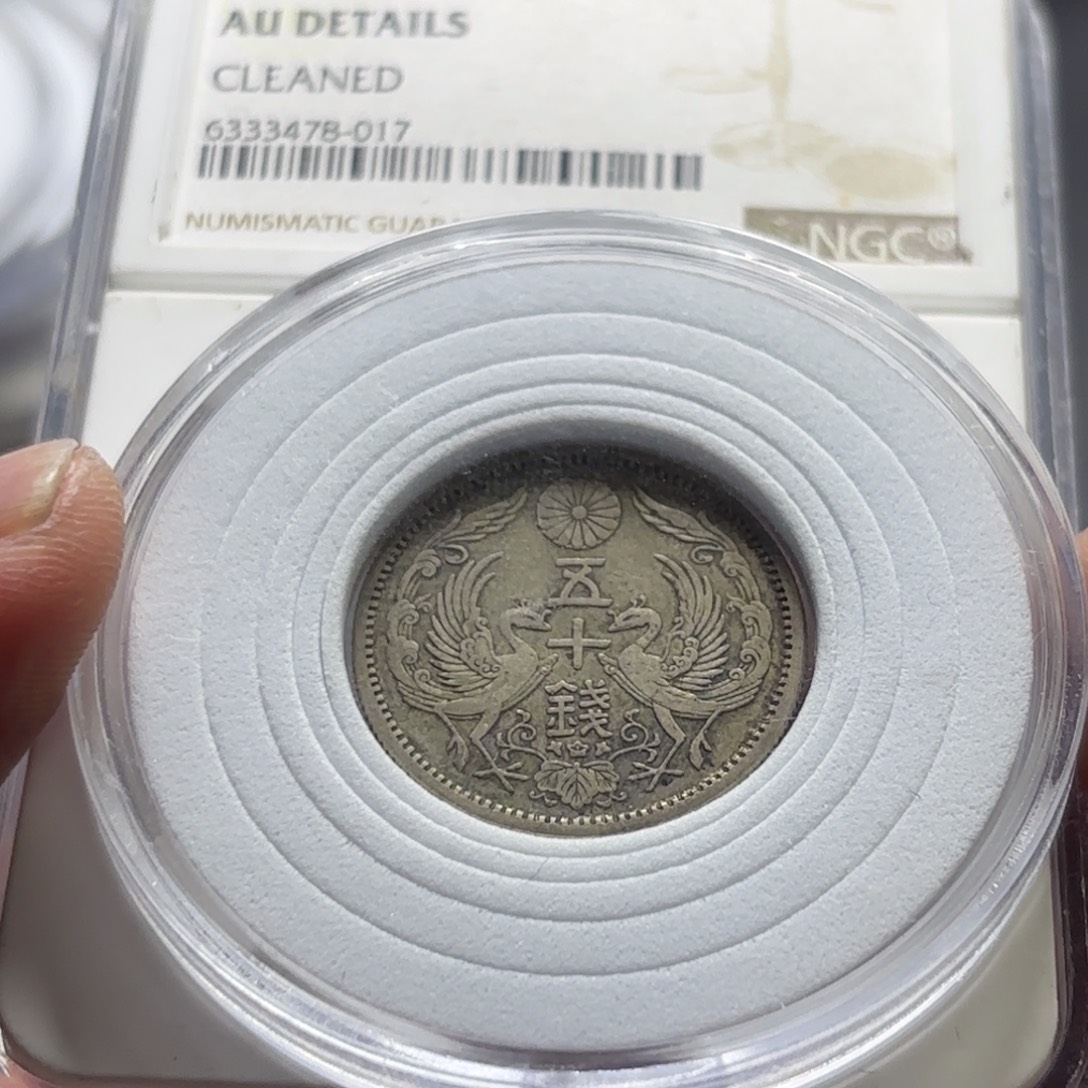 AU DETAILS
CLEANED
6333478-017
NUMISMATIC GUAR
NGC®
五
十
錢